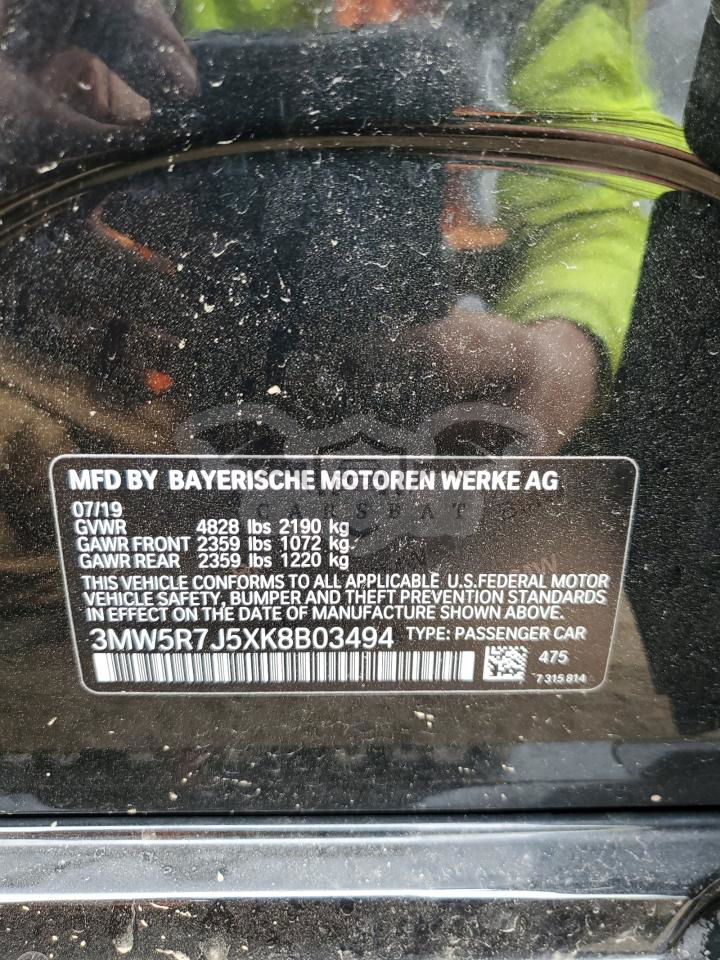 MFD BY BAYERISCHE MOTOREN WERKE AG
07/19
GVWR 4828 lbs 2190 kg
GAWR FRONT 2359 lbs 1072 kg
GAWR REAR 2359 lbs 1220 kg
THIS VEHICLE CONFORMS TO ALL APPLICABLE U.S.FEDERAL MOTOR
VEHICLE SAFETY, BUMPER AND THEFT PREVENTION STANDARDS
IN EFFECT ON THE DATE OF MANUFACTURE SHOWN ABOVE.
3MW5R7J5XK8B03494 TYPE: PASSENGER CAR
475
7 315 814
CARSBAT